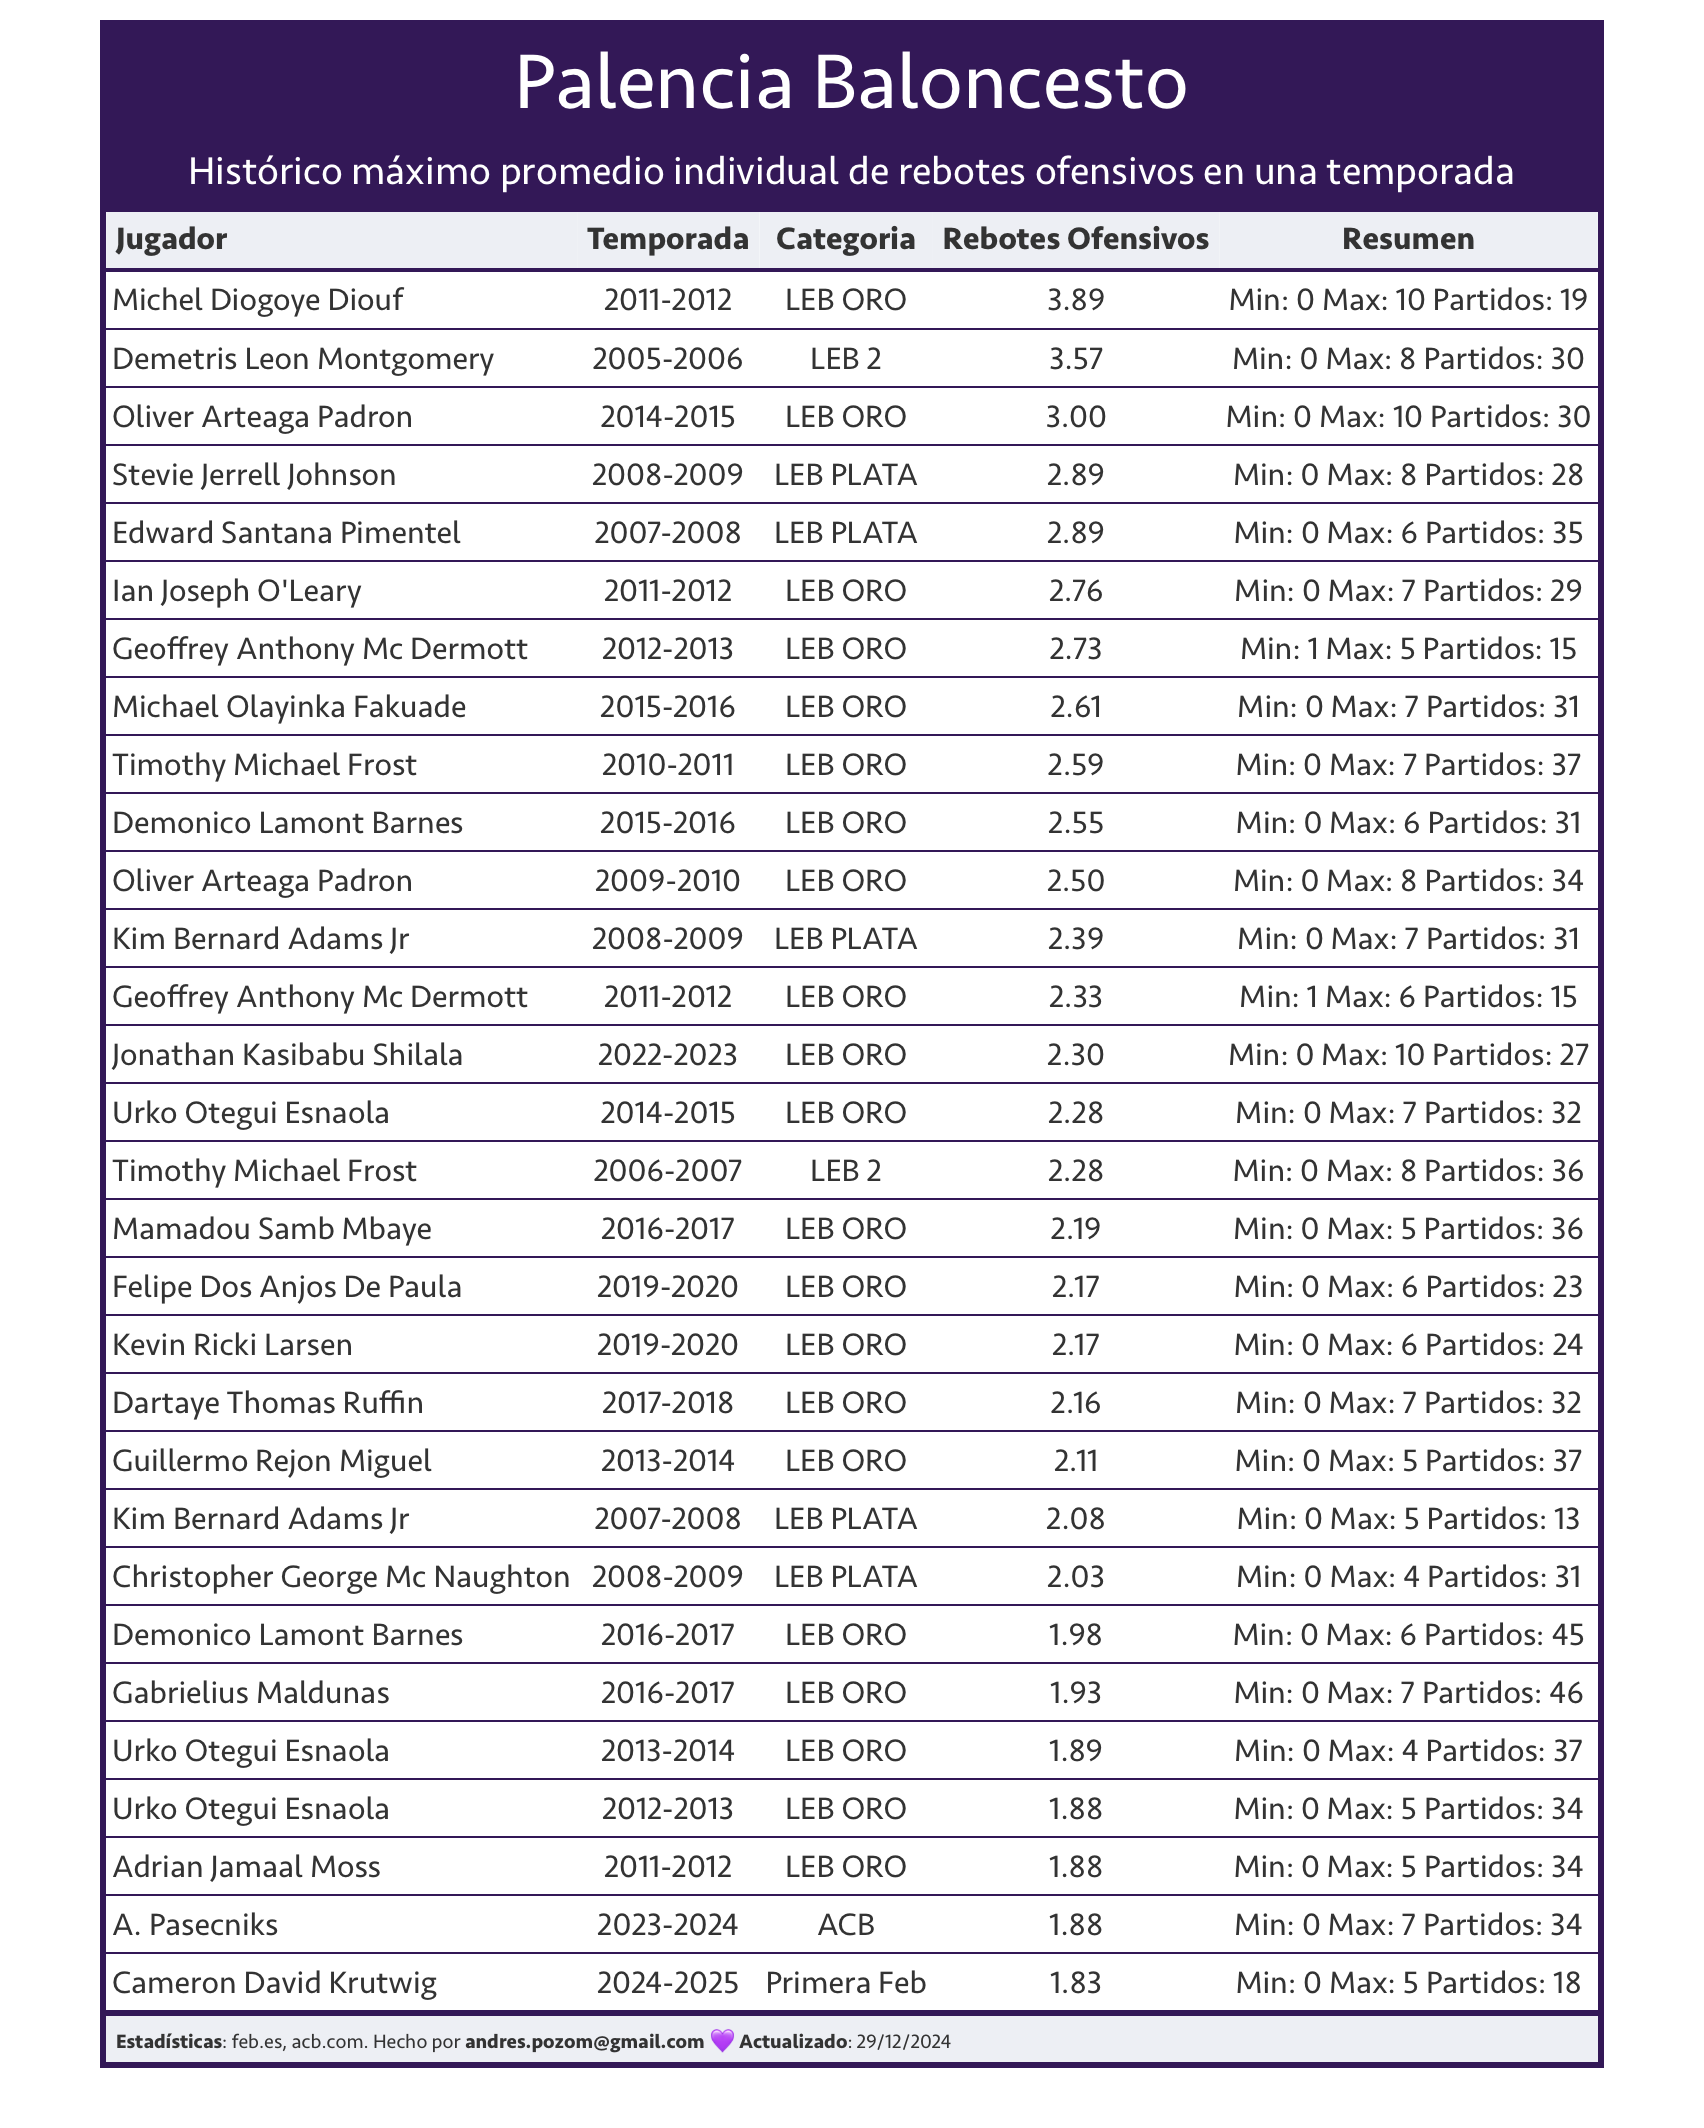 Palencia Baloncesto
Histórico máximo promedio individual de rebotes ofensivos en una temporada
Jugador Temporada Categoria Rebotes Ofensivos Resumen
Michel Diogoye Diouf 2011-2012 LEB ORO 3.89 Min: 0 Max: 10 Partidos: 19
Demetris Leon Montgomery 2005-2006 LEB 2 3.57 Min: 0 Max: 8 Partidos: 30
Oliver Arteaga Padron 2014-2015 LEB ORO 3.00 Min: 0 Max: 10 Partidos: 30
Stevie Jerrell Johnson 2008-2009 LEB PLATA 2.89 Min: 0 Max: 8 Partidos: 28
Edward Santana Pimentel 2007-2008 LEB PLATA 2.89 Min: 0 Max: 6 Partidos: 35
Ian Joseph O'Leary 2011-2012 LEB ORO 2.76 Min: 0 Max: 7 Partidos: 29
Geoffrey Anthony Mc Dermott 2012-2013 LEB ORO 2.73 Min: 1 Max: 5 Partidos: 15
Michael Olayinka Fakuade 2015-2016 LEB ORO 2.61 Min: 0 Max: 7 Partidos: 31
Timothy Michael Frost 2010-2011 LEB ORO 2.59 Min: 0 Max: 7 Partidos: 37
Demonico Lamont Barnes 2015-2016 LEB ORO 2.55 Min: 0 Max: 6 Partidos: 31
Oliver Arteaga Padron 2009-2010 LEB ORO 2.50 Min: 0 Max: 8 Partidos: 34
Kim Bernard Adams Jr 2008-2009 LEB PLATA 2.39 Min: 0 Max: 7 Partidos: 31
Geoffrey Anthony Mc Dermott 2011-2012 LEB ORO 2.33 Min: 1 Max: 6 Partidos: 15
Jonathan Kasibabu Shilala 2022-2023 LEB ORO 2.30 Min: 0 Max: 10 Partidos: 27
Urko Otegui Esnaola 2014-2015 LEB ORO 2.28 Min: 0 Max: 7 Partidos: 32
Timothy Michael Frost 2006-2007 LEB 2 2.28 Min: 0 Max: 8 Partidos: 36
Mamadou Samb Mbaye 2016-2017 LEB ORO 2.19 Min: 0 Max: 5 Partidos: 36
Felipe Dos Anjos De Paula 2019-2020 LEB ORO 2.17 Min: 0 Max: 6 Partidos: 23
Kevin Ricki Larsen 2019-2020 LEB ORO 2.17 Min: 0 Max: 6 Partidos: 24
Dartaye Thomas Ruffin 2017-2018 LEB ORO 2.16 Min: 0 Max: 7 Partidos: 32
Guillermo Rejon Miguel 2013-2014 LEB ORO 2.11 Min: 0 Max: 5 Partidos: 37
Kim Bernard Adams Jr 2007-2008 LEB PLATA 2.08 Min: 0 Max: 5 Partidos: 13
Christopher George Mc Naughton 2008-2009 LEB PLATA 2.03 Min: 0 Max: 4 Partidos: 31
Demonico Lamont Barnes 2016-2017 LEB ORO 1.98 Min: 0 Max: 6 Partidos: 45
Gabrielius Maldunas 2016-2017 LEB ORO 1.93 Min: 0 Max: 7 Partidos: 46
Urko Otegui Esnaola 2013-2014 LEB ORO 1.89 Min: 0 Max: 4 Partidos: 37
Urko Otegui Esnaola 2012-2013 LEB ORO 1.88 Min: 0 Max: 5 Partidos: 34
Adrian Jamaal Moss 2011-2012 LEB ORO 1.88 Min: 0 Max: 5 Partidos: 34
A. Pasecniks 2023-2024 ACB 1.88 Min: 0 Max: 7 Partidos: 34
Cameron David Krutwig 2024-2025 Primera Feb 1.83 Min: 0 Max: 5 Partidos: 18
Estadísticas: feb.es, acb.com. Hecho por andres.pozom@gmail.com 💜 Actualizado: 29/12/2024